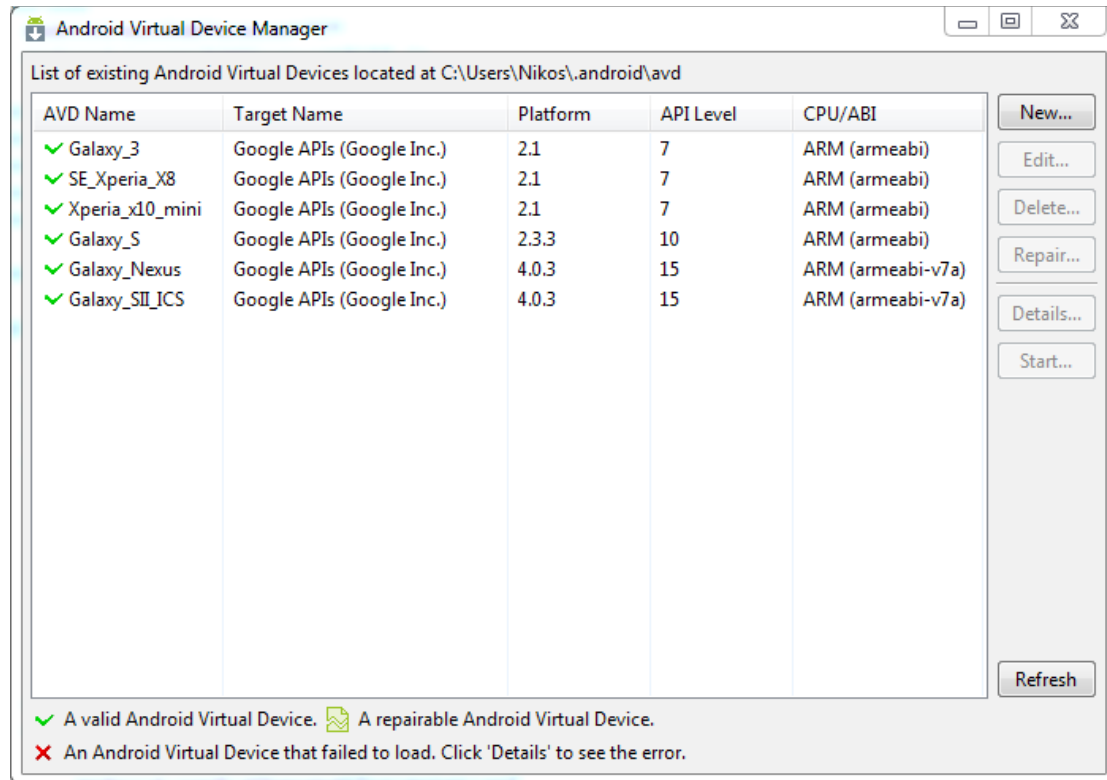 Android Virtual Device Manager
List of existing Android Virtual Devices located at C:\Users\Nikos\.android\avd
AVD Name Target Name Platform API Level CPU/ABI
Galaxy_3 Google APIs (Google Inc.) 2.1 7 ARM (armeabi)
SE_Xperia_X8 Google APIs (Google Inc.) 2.1 7 ARM (armeabi)
Xperia_x10_mini Google APIs (Google Inc.) 2.1 7 ARM (armeabi)
Galaxy_S Google APIs (Google Inc.) 2.3.3 10 ARM (armeabi)
Galaxy_Nexus Google APIs (Google Inc.) 4.0.3 15 ARM (armeabi-v7a)
Galaxy_SII_ICS Google APIs (Google Inc.) 4.0.3 15 ARM (armeabi-v7a)
New...
Edit...
Delete...
Repair...
Details...
Start...
Refresh
A valid Android Virtual Device. A repairable Android Virtual Device.
An Android Virtual Device that failed to load. Click 'Details' to see the error.